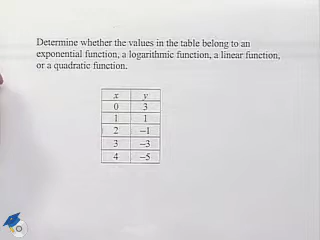 Determine whether the values in the table belong to an
exponential function, a logarithmic function, a linear function,
or a quadratic function.
x y
0 3
1 1
2 −1
3 −3
4 −5